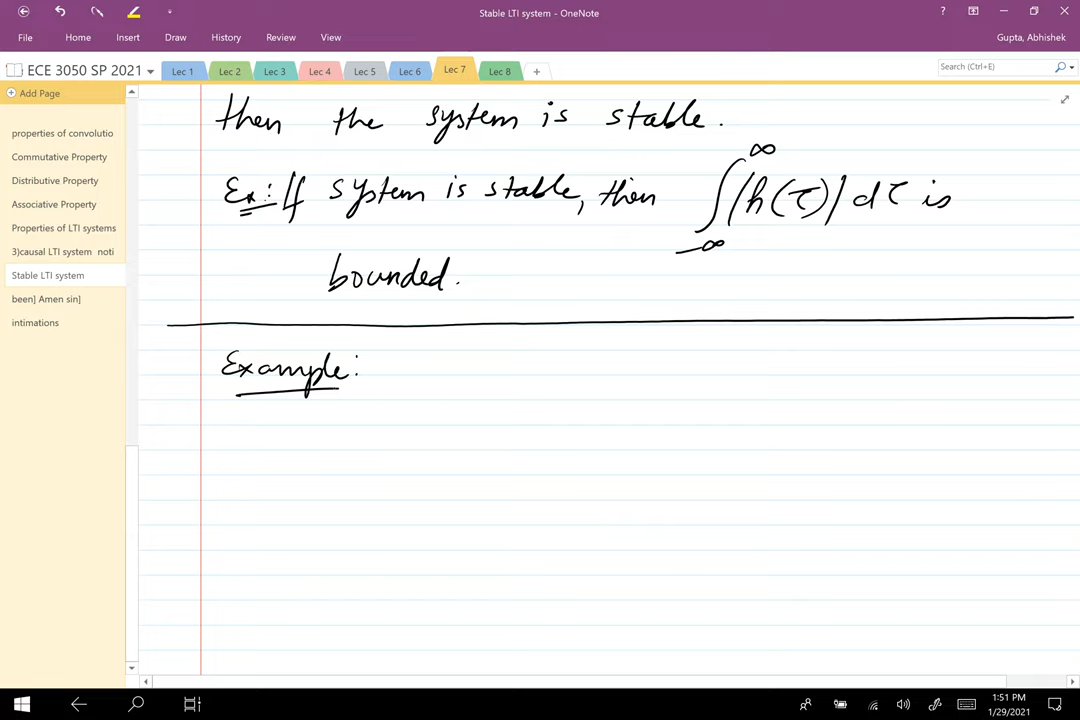 Stable LTI system - OneNote
?
File Home Insert Draw History Review View
Gupta, Abhishek
ECE 3050 SP 2021
Lec 1 Lec 2 Lec 3 Lec 4 Lec 5 Lec 6 Lec 7 Lec 8 +
Search (Ctrl+E)
Add Page
properties of convolutio
Commutative Property
Distributive Property
Associative Property
Properties of LTI systems
3)causal LTI system noti
Stable LTI system
been] Amen sin]
intimations
then the system is stable.
Ex: If system is stable, then ∫_{-∞}^{∞} |h(τ)| dτ is
bounded.
Example:
1:51 PM
1/29/2021